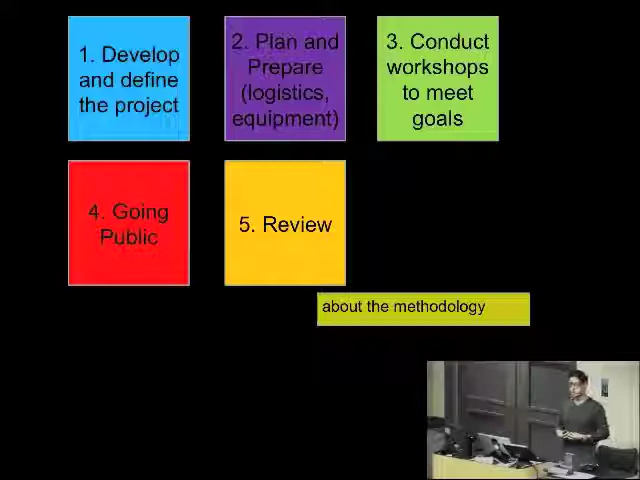 1. Develop
and define
the project
2. Plan and
Prepare
(logistics,
equipment)
3. Conduct
workshops
to meet
goals
4. Going
Public
5. Review
about the methodology